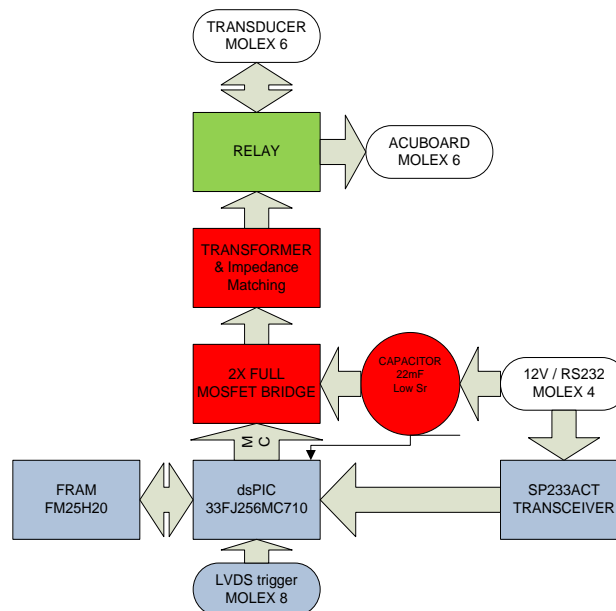 TRANSDUCER
MOLEX 6
RELAY
ACUBOARD
MOLEX 6
TRANSFORMER
& Impedance
Matching
2X FULL
MOSFET BRIDGE
CAPACITOR
22mF
Low Sr
12V / RS232
MOLEX 4
MC
FRAM
FM25H20
dsPIC
33FJ256MC710
SP233ACT
TRANSCEIVER
LVDS trigger
MOLEX 8